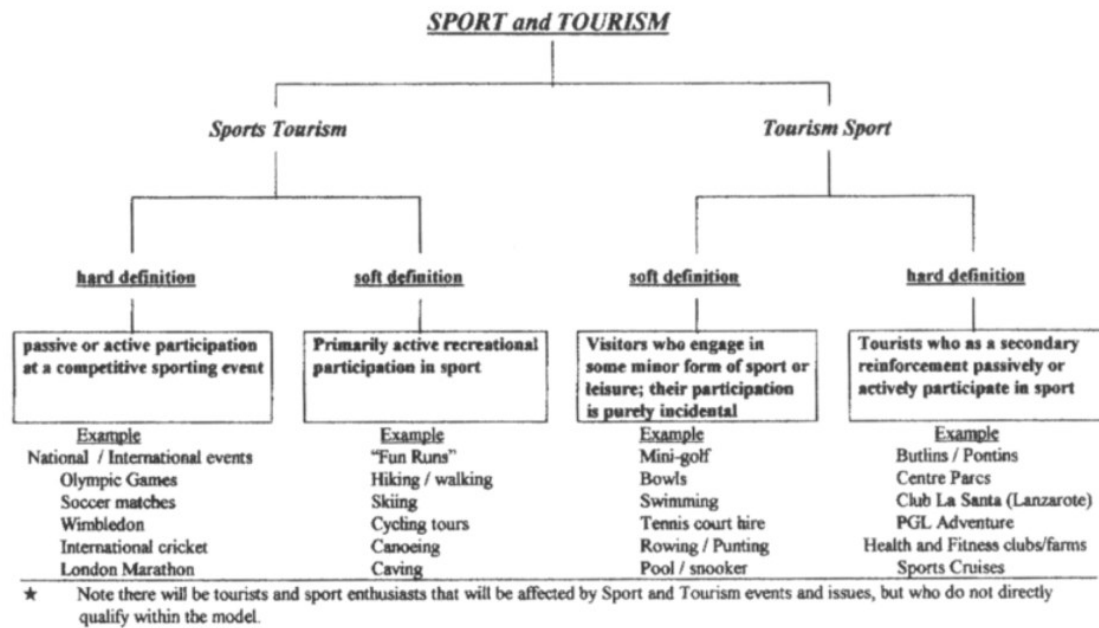 SPORT and TOURISM
Sports Tourism
Tourism Sport
hard definition
soft definition
soft definition
hard definition
passive or active participation
at a competitive sporting event
Primarily active recreational
participation in sport
Visitors who engage in
some minor form of sport or
leisure; their participation
is purely incidental
Tourists who as a secondary
reinforcement passively or
actively participate in sport
Example
National / International events
Olympic Games
Soccer matches
Wimbledon
International cricket
London Marathon
Example
"Fun Runs"
Hiking / walking
Skiing
Cycling tours
Canoeing
Caving
Example
Mini-golf
Bowls
Swimming
Tennis court hire
Rowing / Punting
Pool / snooker
Example
Butlins / Pontins
Centre Parcs
Club La Santa (Lanzarote)
PGL Adventure
Health and Fitness clubs/farms
Sports Cruises
★ Note there will be tourists and sport enthusiasts that will be affected by Sport and Tourism events and issues, but who do not directly
qualify within the model.